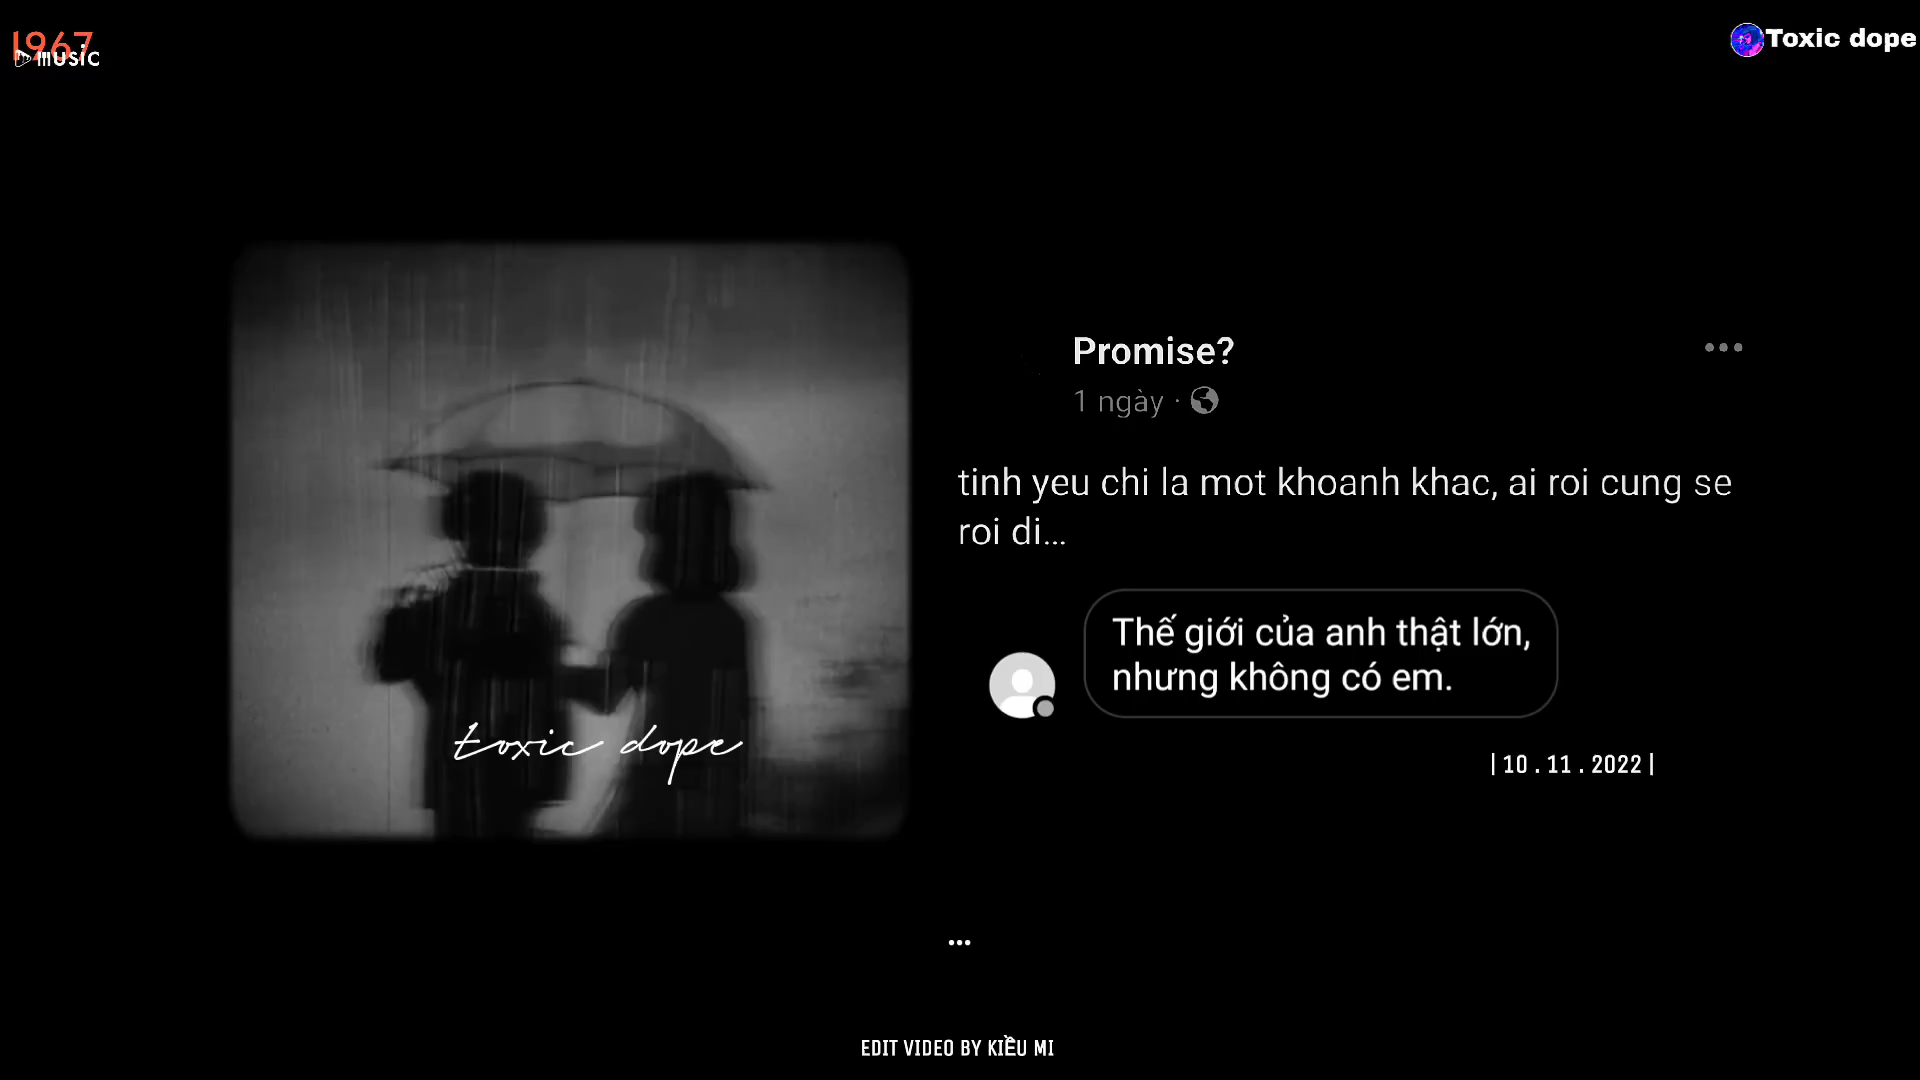 1967
music
Toxic dope
Promise?
1 ngày ·
tinh yeu chi la mot khoanh khac, ai roi cung se
roi di...
Thế giới của anh thật lớn,
nhưng không có em.
toxic dope
| 10 . 11 . 2022 |
...
EDIT VIDEO BY KIỀU MI